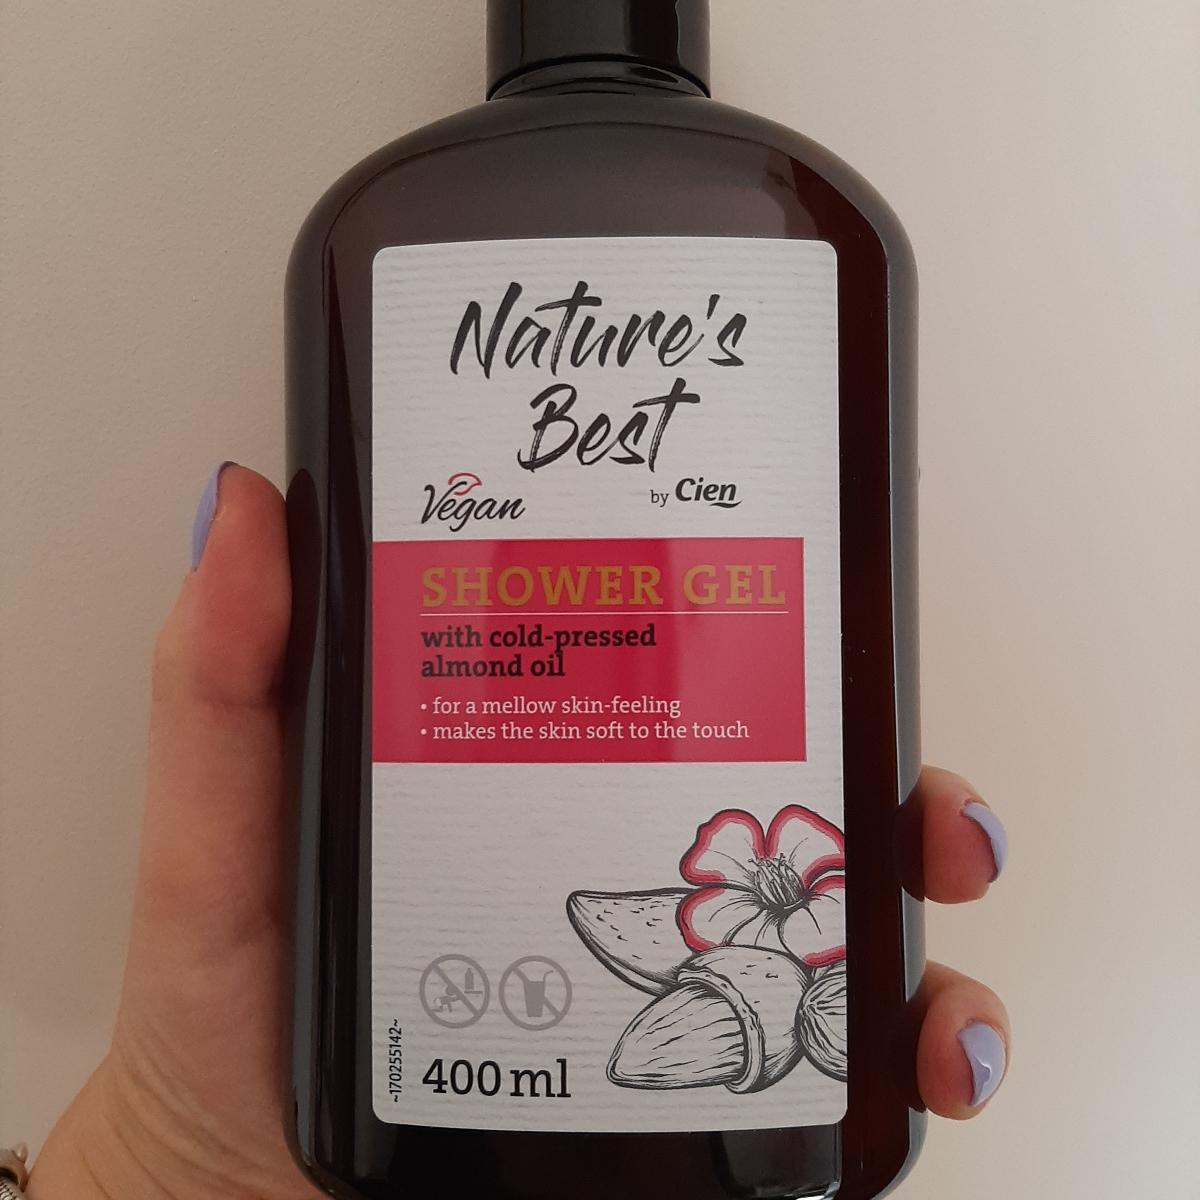 Nature's
Best
Vegan
by Cien
SHOWER GEL
with cold-pressed
almond oil
• for a mellow skin-feeling
• makes the skin soft to the touch
~170255142~
400 ml